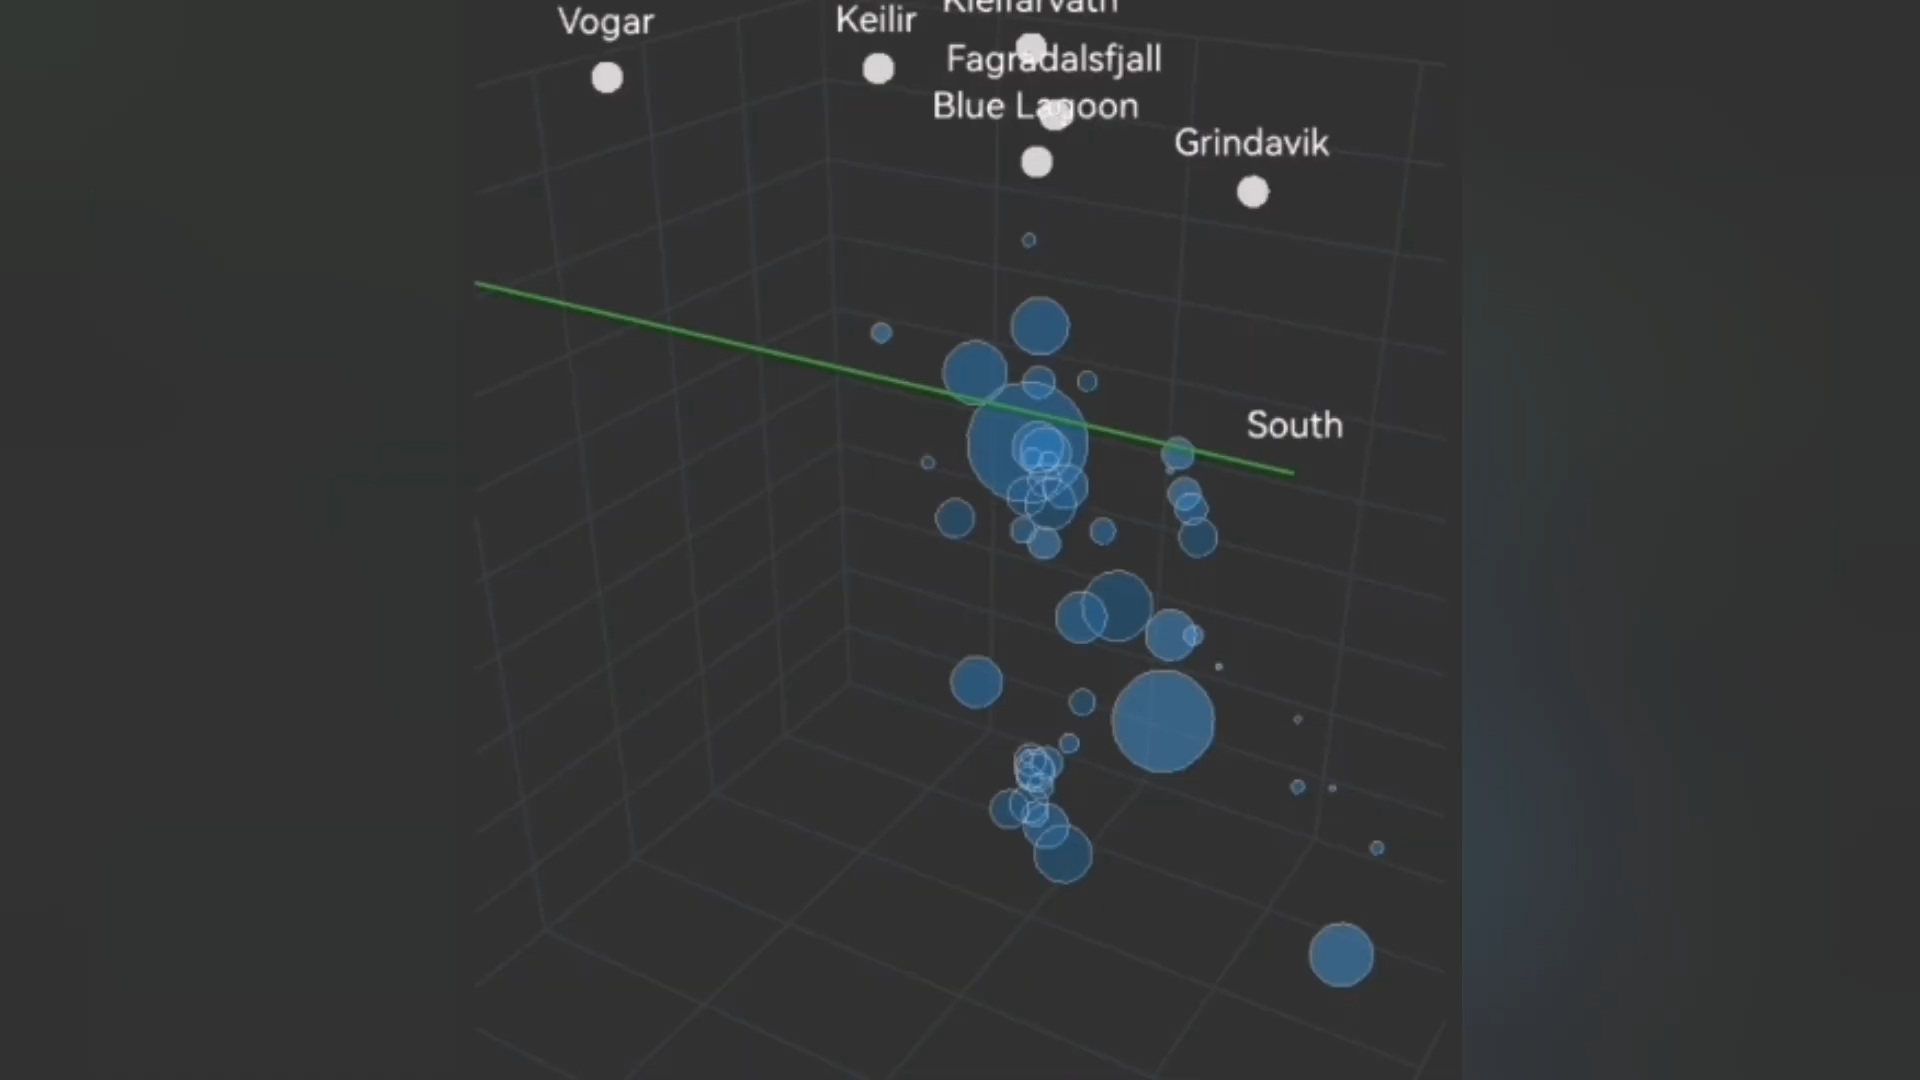 Vogar
Keilir
Fagradalsfjall
Blue Lagoon
Grindavik
South